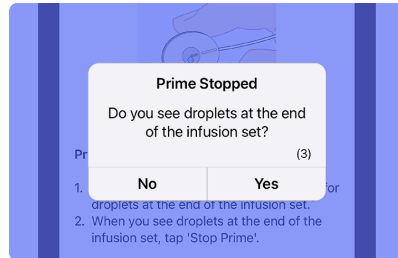 Prime Stopped
Do you see droplets at the end
of the infusion set?
(3)
No
Yes
Pr
1.
for
droplets at the end of the infusion set.
2. When you see droplets at the end of the
infusion set, tap 'Stop Prime'.